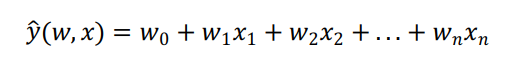 ŷ(w, x) = w₀ + w₁x₁ + w₂x₂ + . . . + wₙxₙ